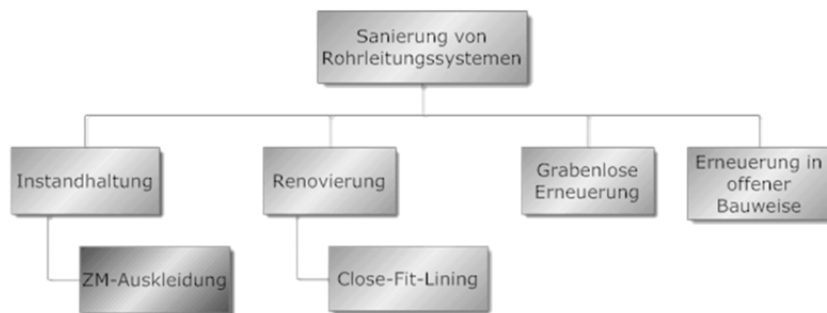 Sanierung von
Rohrleitungssystemen
Instandhaltung
Renovierung
Grabenlose
Erneuerung
Erneuerung in
offener
Bauweise
ZM-Auskleidung
Close-Fit-Lining